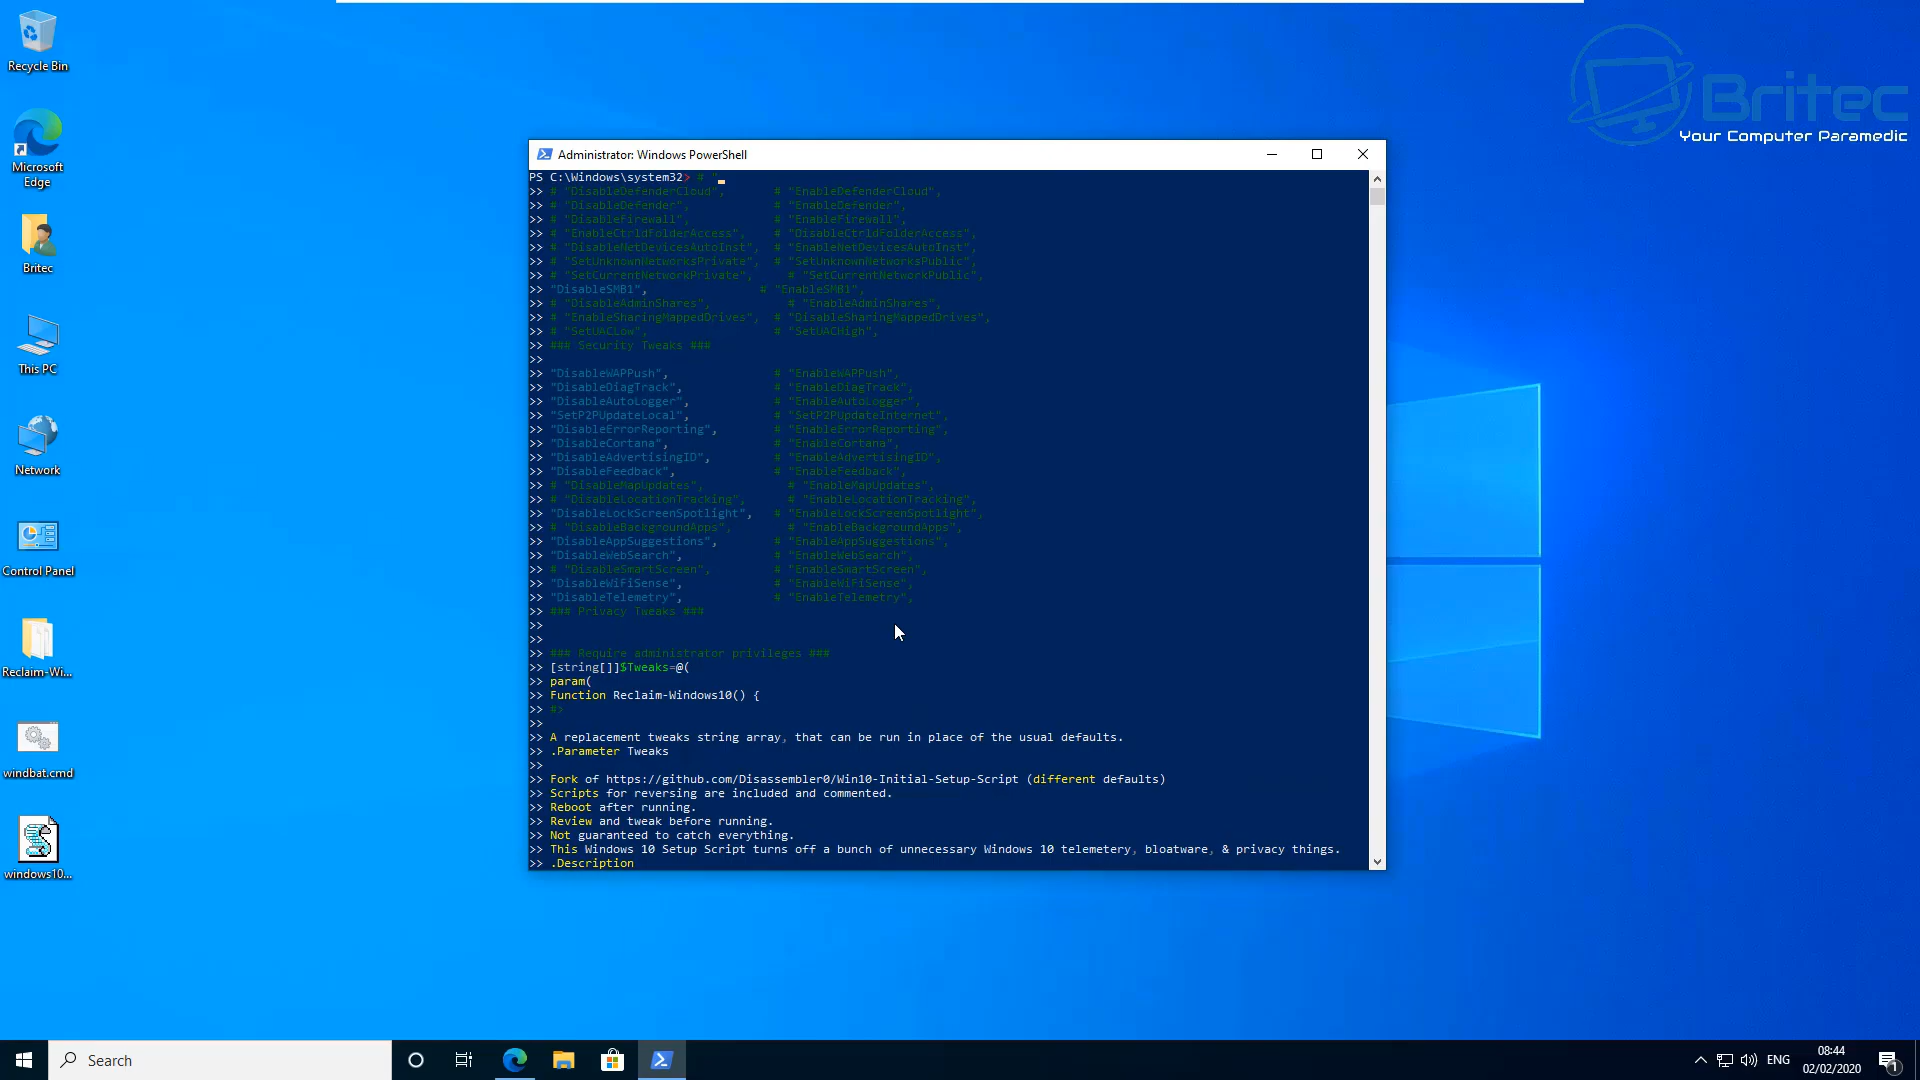 Recycle Bin
Britec
Your Computer Paramedic
Microsoft
Edge
Britec
This PC
Network
Control Panel
Reclaim-Wi...
windbat.cmd
windows10...
Administrator: Windows PowerShell
PS C:\Windows\system32> # "
>> # "DisableDefenderCloud", # "EnableDefenderCloud",
>> # "DisableDefender", # "EnableDefender",
>> # "DisableFirewall", # "EnableFirewall",
>> # "EnableCtrldFolderAccess", # "DisableCtrldFolderAccess",
>> # "DisableNetDevicesAutoInst", # "EnableNetDevicesAutoInst",
>> # "SetUnknownNetworksPrivate", # "SetUnknownNetworksPublic",
>> # "SetCurrentNetworkPrivate", # "SetCurrentNetworkPublic",
>> "DisableSMB1", # "EnableSMB1",
>> # "DisableAdminShares", # "EnableAdminShares",
>> # "EnableSharingMappedDrives", # "DisableSharingMappedDrives",
>> # "SetUACLow", # "SetUACHigh",
>> ### Security Tweaks ###
>>
>> "DisableWAPPush", # "EnableWAPPush",
>> "DisableDiagTrack", # "EnableDiagTrack",
>> "DisableAutoLogger", # "EnableAutoLogger",
>> "SetP2PUpdateLocal", # "SetP2PUpdateInternet",
>> "DisableErrorReporting", # "EnableErrorReporting",
>> "DisableCortana", # "EnableCortana",
>> "DisableAdvertisingID", # "EnableAdvertisingID",
>> "DisableFeedback", # "EnableFeedback",
>> # "DisableMapUpdates", # "EnableMapUpdates",
>> # "DisableLocationTracking", # "EnableLocationTracking",
>> "DisableLockScreenSpotlight", # "EnableLockScreenSpotlight",
>> # "DisableBackgroundApps", # "EnableBackgroundApps",
>> "DisableAppSuggestions", # "EnableAppSuggestions",
>> "DisableWebSearch", # "EnableWebSearch",
>> # "DisableSmartScreen", # "EnableSmartScreen",
>> "DisableWiFiSense", # "EnableWiFiSense",
>> "DisableTelemetry", # "EnableTelemetry",
>> ### Privacy Tweaks ###
>>
>>
>> ### Require administrator privileges ###
>> [string[]]$Tweaks=@(
>> param(
>> Function Reclaim-Windows10() {
>> #>
>>
>> A replacement tweaks string array, that can be run in place of the usual defaults.
>> .Parameter Tweaks
>>
>> Fork of https://github.com/Disassembler0/Win10-Initial-Setup-Script (different defaults)
>> Scripts for reversing are included and commented.
>> Reboot after running.
>> Review and tweak before running.
>> Not guaranteed to catch everything.
>> This Windows 10 Setup Script turns off a bunch of unnecessary Windows 10 telemetery, bloatware, & privacy things.
>> .Description
Search
ENG
08:44
02/02/2020
1